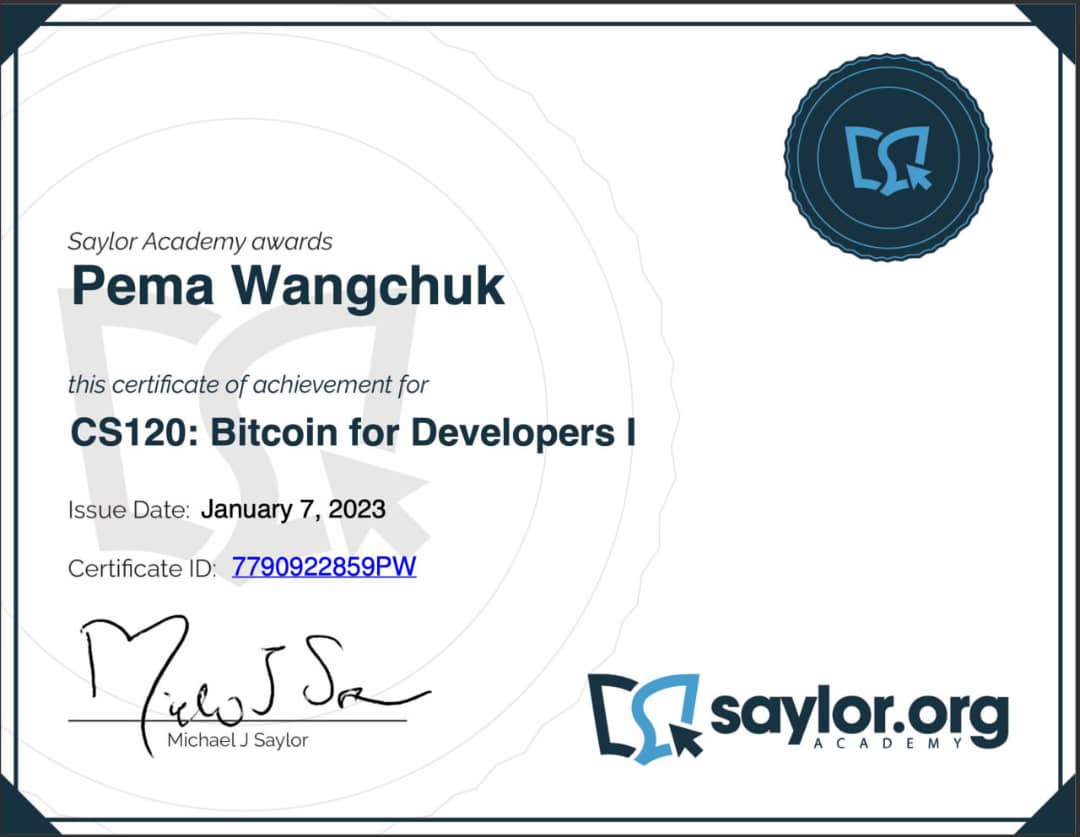 Saylor Academy awards
Pema Wangchuk
this certificate of achievement for
CS120: Bitcoin for Developers I
Issue Date: January 7, 2023
Certificate ID: 7790922859PW
Michael J Saylor
saylor.org
ACADEMY